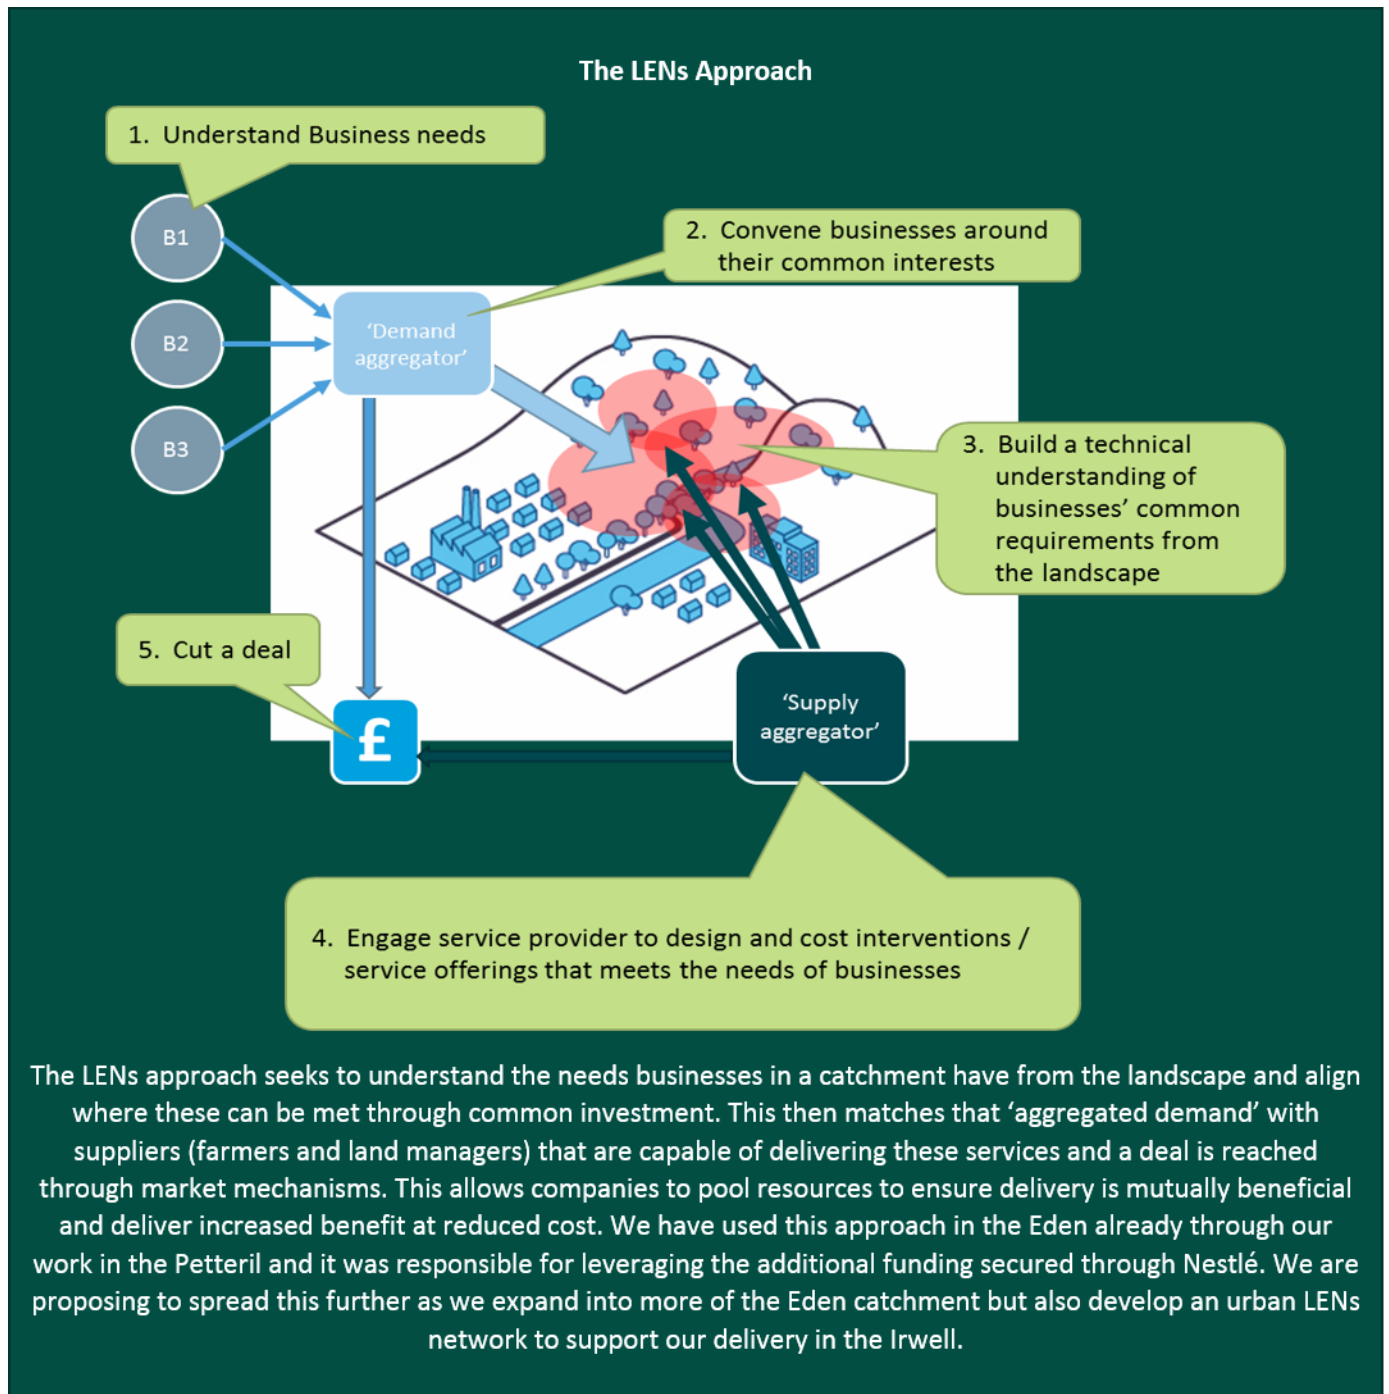 The LENs Approach
1. Understand Business needs
B1
2. Convene businesses around
their common interests
'Demand
aggregator'
B2
B3
3. Build a technical
understanding of
businesses' common
requirements from
the landscape
5. Cut a deal
£
'Supply
aggregator'
4. Engage service provider to design and cost interventions /
service offerings that meets the needs of businesses
The LENs approach seeks to understand the needs businesses in a catchment have from the landscape and align
where these can be met through common investment. This then matches that 'aggregated demand' with
suppliers (farmers and land managers) that are capable of delivering these services and a deal is reached
through market mechanisms. This allows companies to pool resources to ensure delivery is mutually beneficial
and deliver increased benefit at reduced cost. We have used this approach in the Eden already through our
work in the Petteril and it was responsible for leveraging the additional funding secured through Nestlé. We are
proposing to spread this further as we expand into more of the Eden catchment but also develop an urban LENs
network to support our delivery in the Irwell.